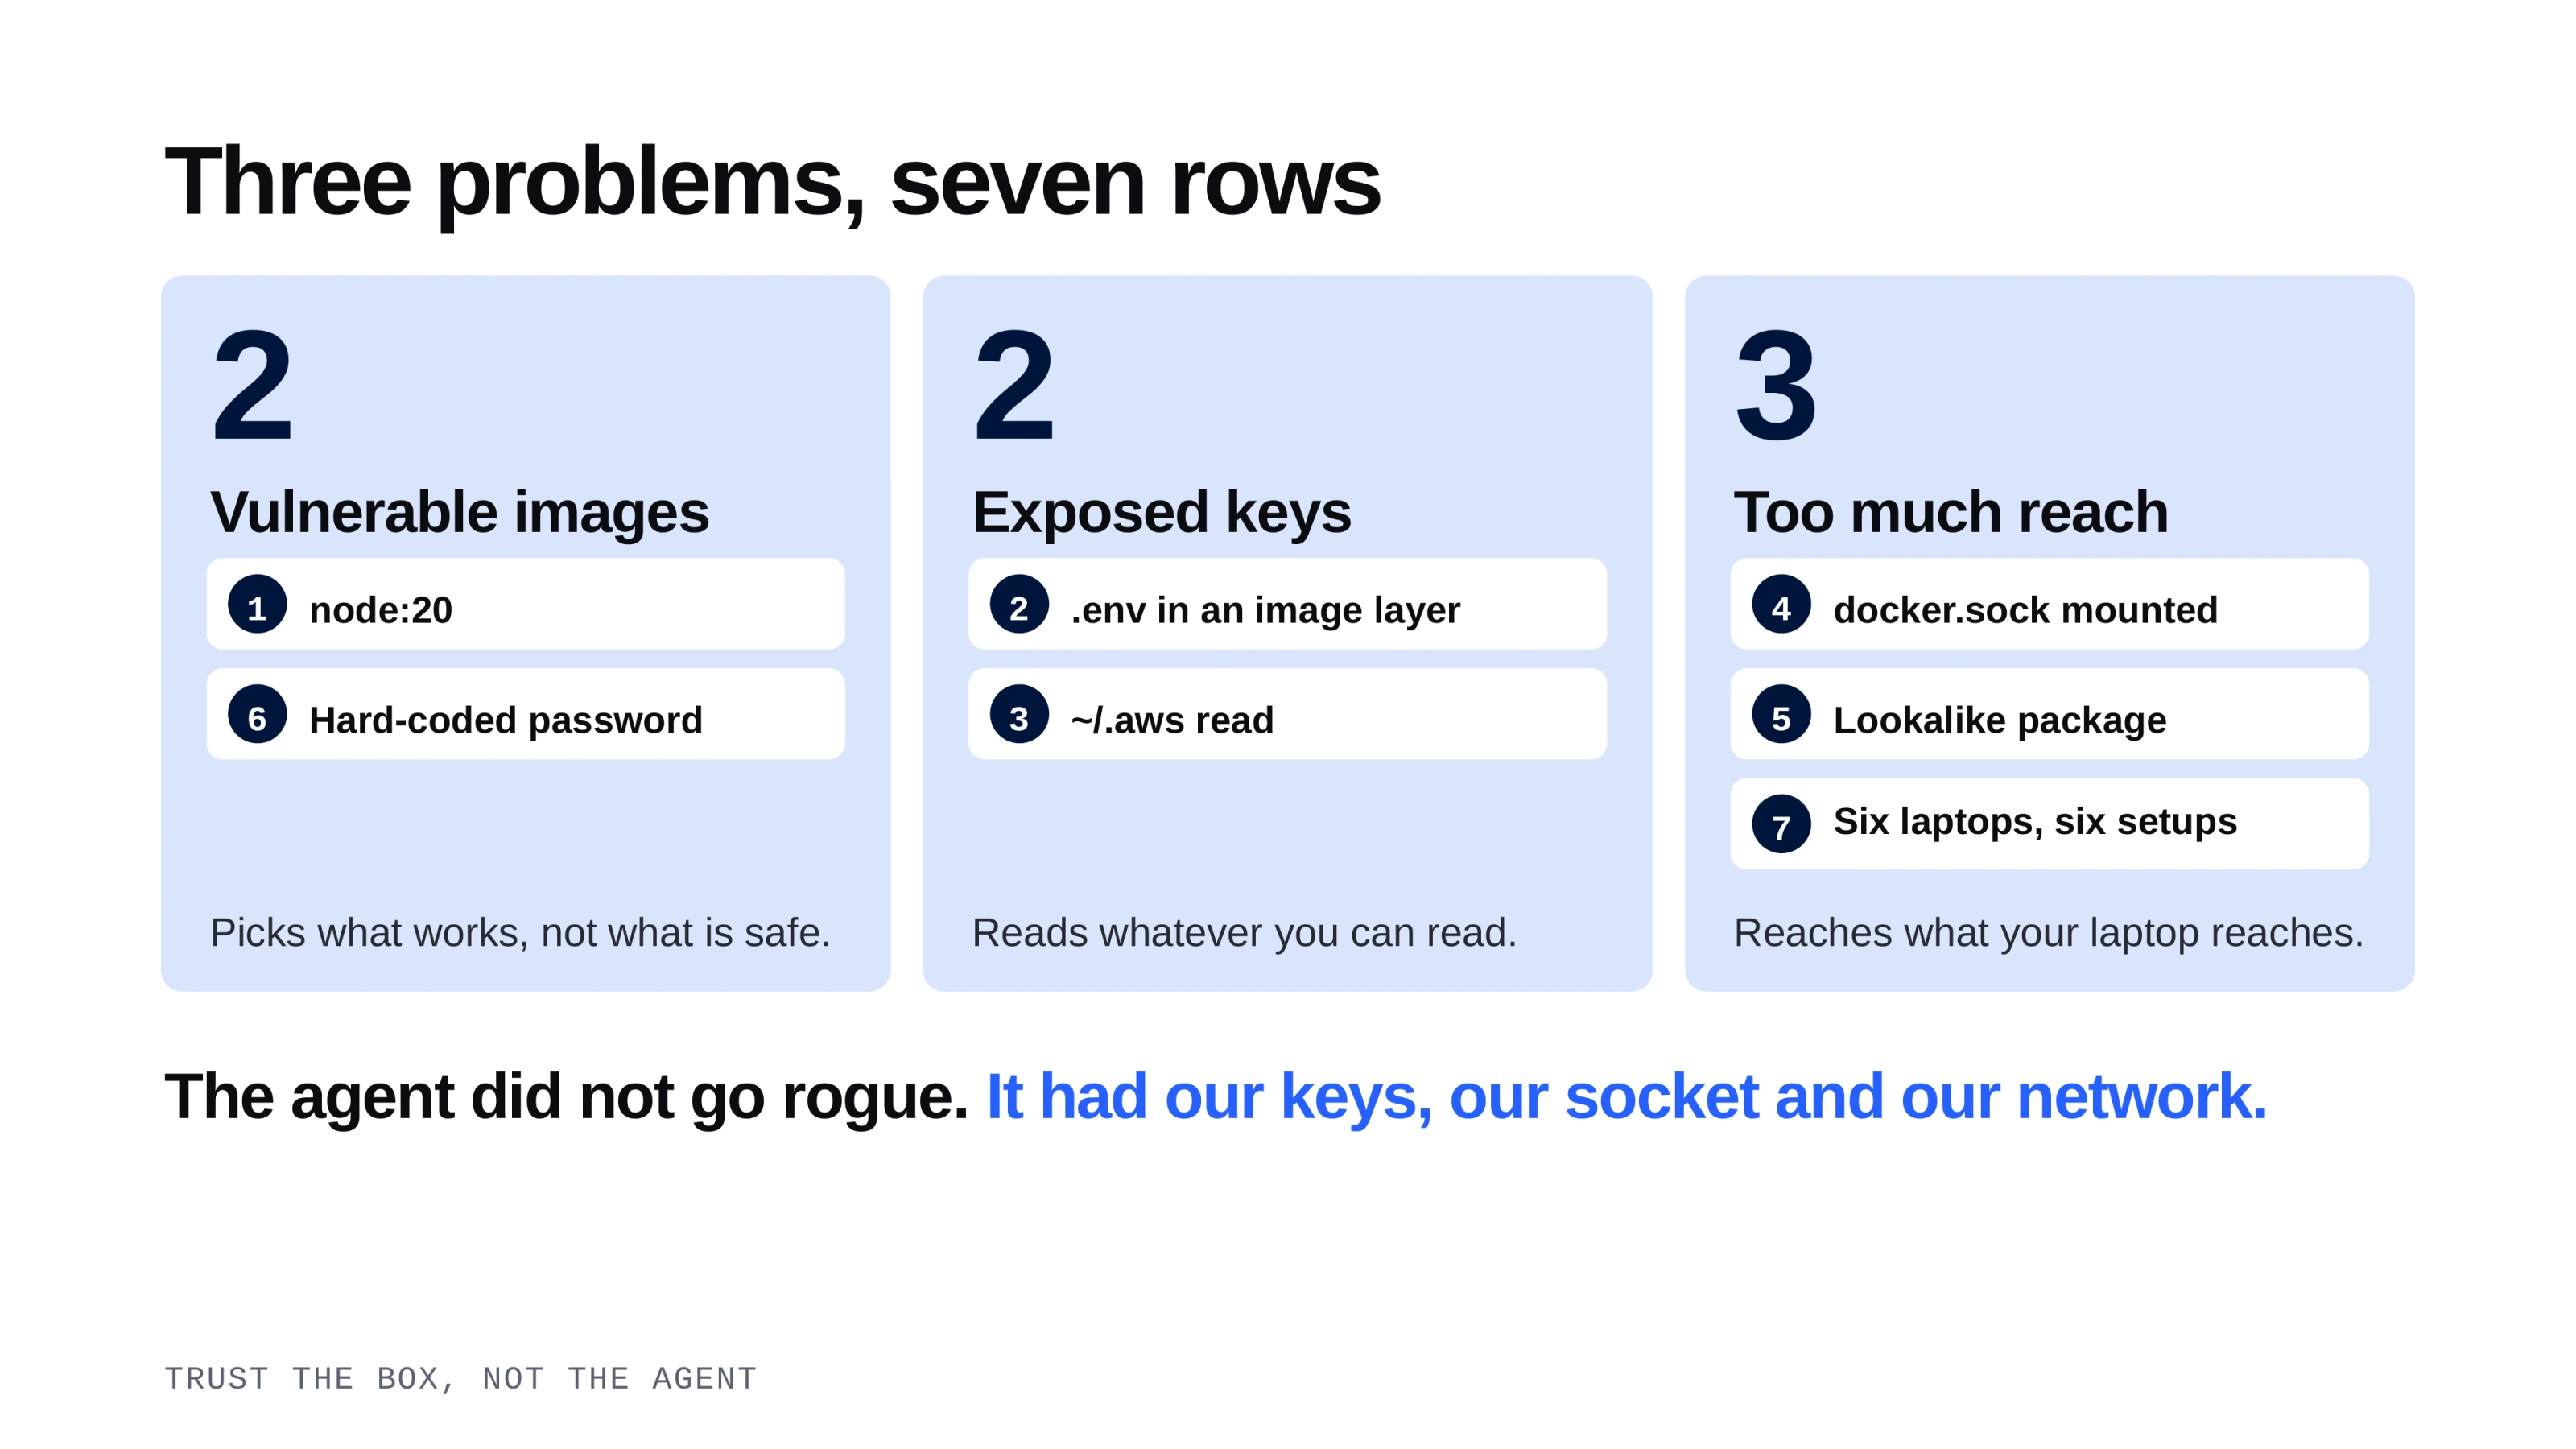 Three problems, seven rows
2
Vulnerable images
1 node:20
6 Hard-coded password
Picks what works, not what is safe.
2
Exposed keys
2 .env in an image layer
3 ~/.aws read
Reads whatever you can read.
3
Too much reach
4 docker.sock mounted
5 Lookalike package
7 Six laptops, six setups
Reaches what your laptop reaches.
The agent did not go rogue. It had our keys, our socket and our network.
TRUST THE BOX, NOT THE AGENT